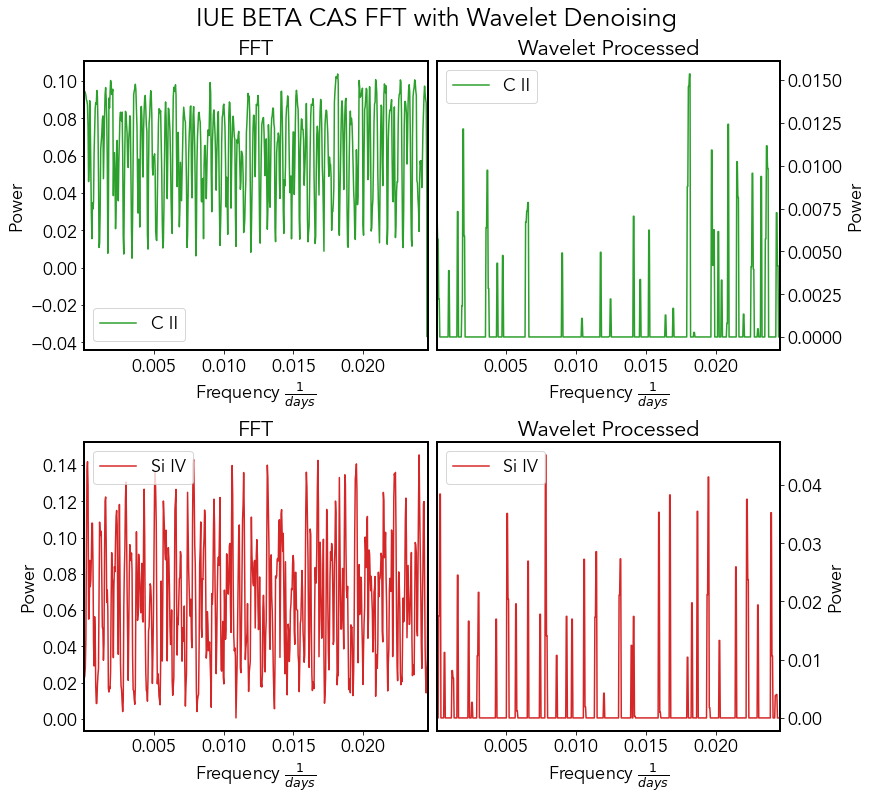 IUE BETA CAS FFT with Wavelet Denoising
FFT
Wavelet Processed
0.10
0.08
0.06
0.04
0.02
0.00
−0.02
−0.04
Power
C II
0.005
0.010
0.015
0.020
Frequency 1/days
C II
0.0150
0.0125
0.0100
0.0075
0.0050
0.0025
0.0000
Power
0.005
0.010
0.015
0.020
Frequency 1/days
FFT
Wavelet Processed
0.14
0.12
0.10
0.08
0.06
0.04
0.02
0.00
Power
Si IV
0.005
0.010
0.015
0.020
Frequency 1/days
Si IV
0.04
0.03
0.02
0.01
0.00
Power
0.005
0.010
0.015
0.020
Frequency 1/days